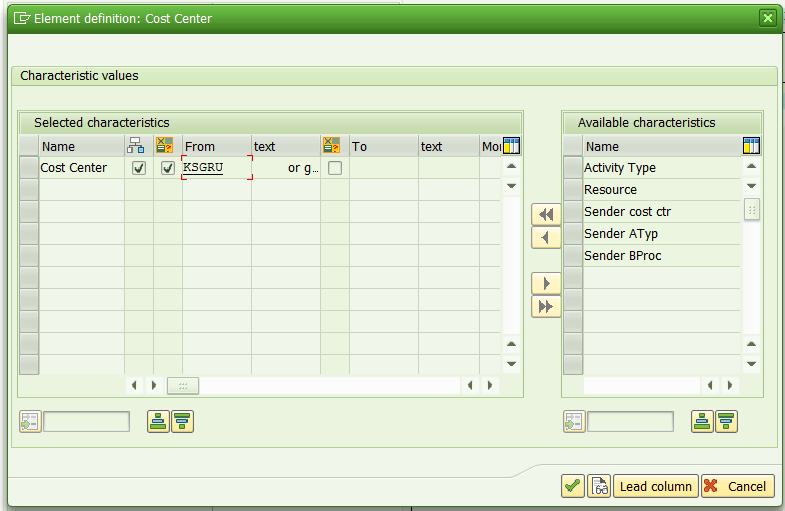 Element definition: Cost Center
Characteristic values
Selected characteristics
Name From text To text Mo
Cost Center KSGRU or g...
Available characteristics
Name
Activity Type
Resource
Sender cost ctr
Sender ATyp
Sender BProc
Lead column Cancel